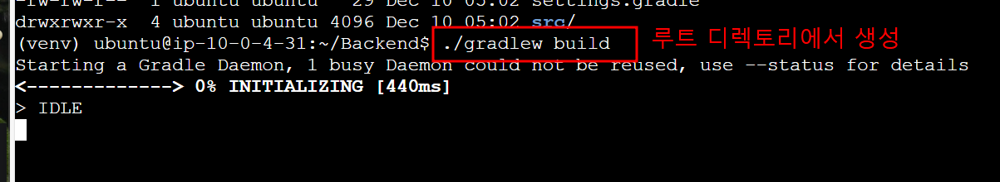 -rw-rw-r-- 1 ubuntu ubuntu 29 Dec 10 05:02 settings.gradle
drwxrwxr-x 4 ubuntu ubuntu 4096 Dec 10 05:02 src/
(venv) ubuntu@ip-10-0-4-31:~/Backend$ ./gradlew build 루트 디렉토리에서 생성
Starting a Gradle Daemon, 1 busy Daemon could not be reused, use --status for details
<-------------> 0% INITIALIZING [440ms]
> IDLE